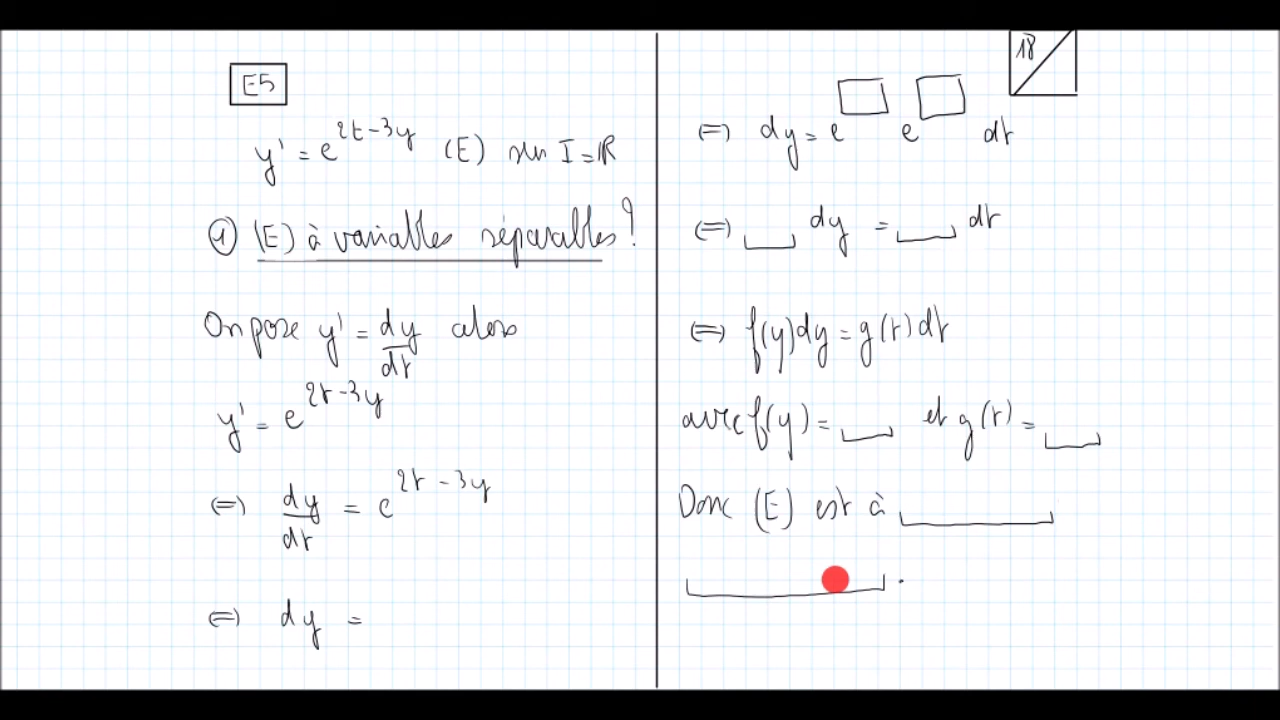 E5
y' = e^{2t-3y} (E) sur I = ℝ
① (E) à variables séparables ?
On pose y' = dy/dt alors
y' = e^{2t-3y}
⇔ dy/dt = e^{2t-3y}
⇔ dy =
18
⇔ dy = e^□ e^□ dt
⇔ ⎵ dy = ⎵ dt
⇔ f(y)dy = g(t)dt
avec f(y) = ⎵ et g(t) = ⎵
Donc (E) est à ⎵
⎵.